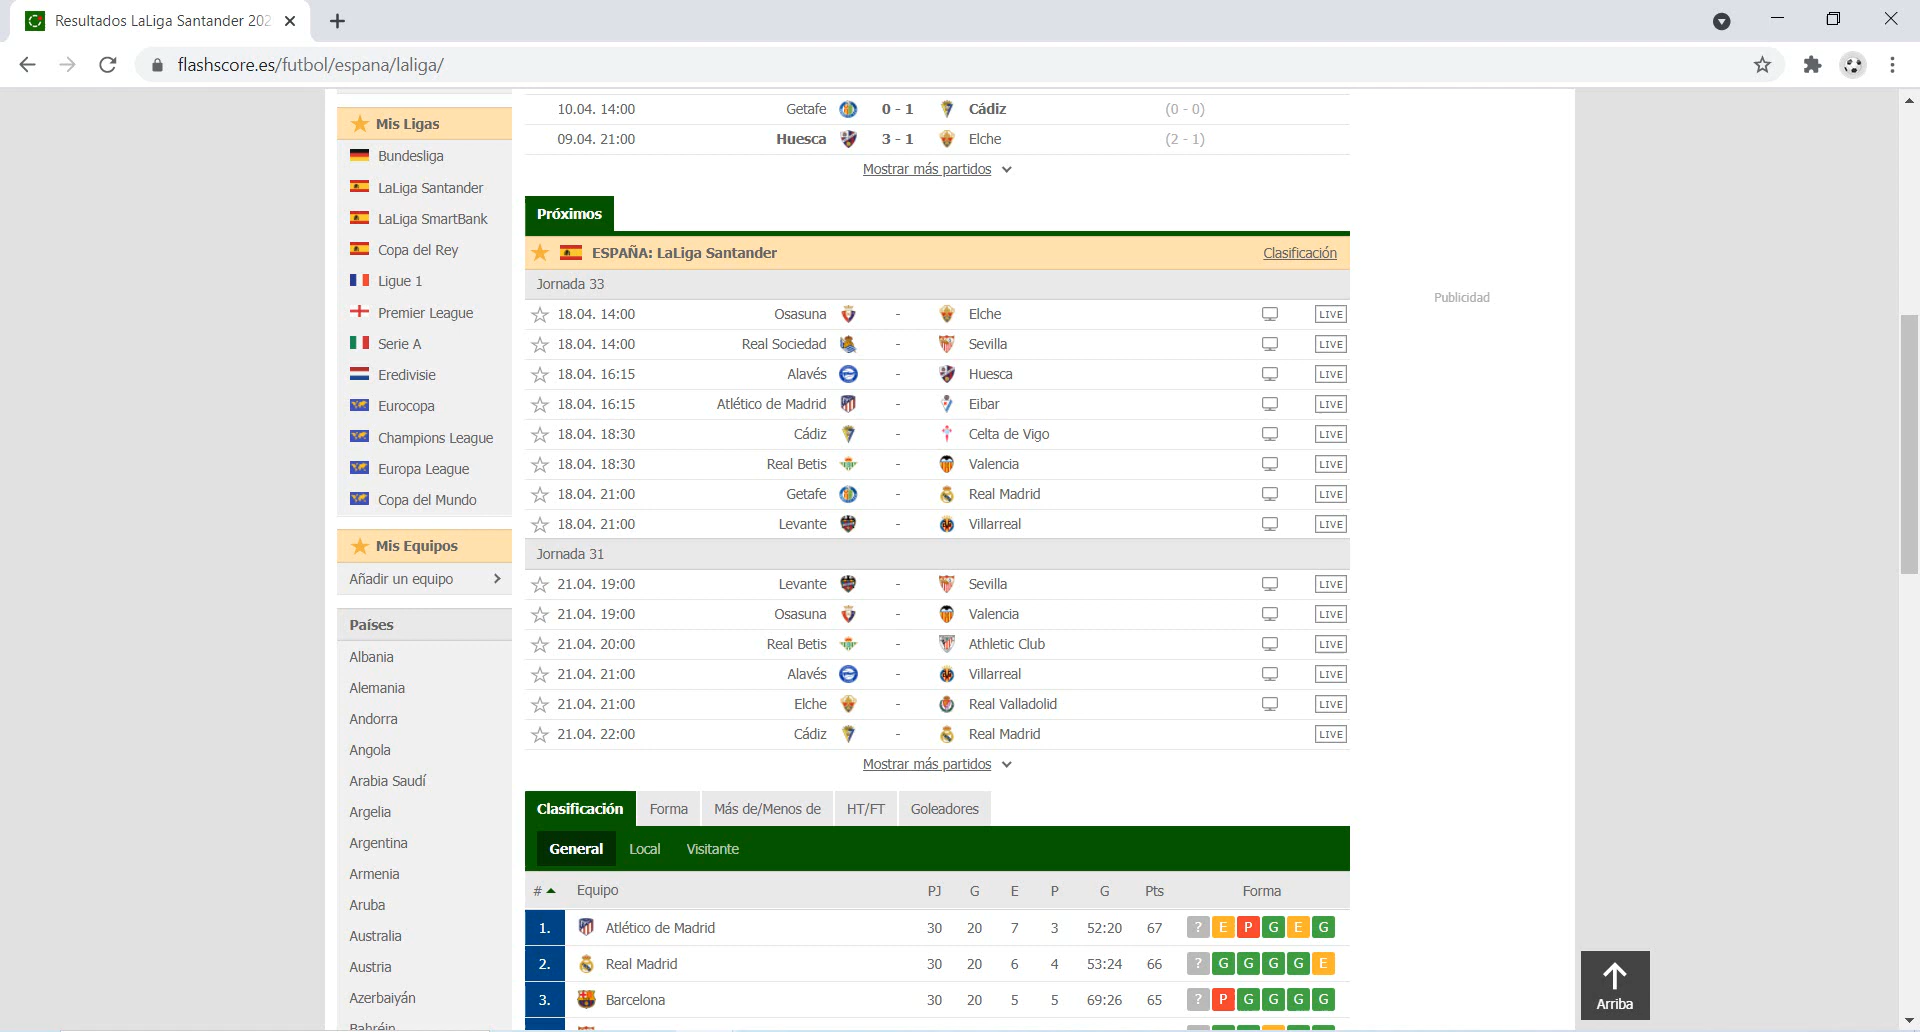 Resultados LaLiga Santander 202
flashscore.es/futbol/espana/laliga/
Mis Ligas
Bundesliga
LaLiga Santander
LaLiga SmartBank
Copa del Rey
Ligue 1
Premier League
Serie A
Eredivisie
Eurocopa
Champions League
Europa League
Copa del Mundo
Mis Equipos
Añadir un equipo
Países
Albania
Alemania
Andorra
Angola
Arabia Saudí
Argelia
Argentina
Armenia
Aruba
Australia
Austria
Azerbaiyán
Bahréin
10.04. 14:00 Getafe 0 - 1 Cádiz (0 - 0)
09.04. 21:00 Huesca 3 - 1 Elche (2 - 1)
Mostrar más partidos
Próximos
ESPAÑA: LaLiga Santander Clasificación
Jornada 33
18.04. 14:00 Osasuna - Elche LIVE
18.04. 14:00 Real Sociedad - Sevilla LIVE
18.04. 16:15 Alavés - Huesca LIVE
18.04. 16:15 Atlético de Madrid - Eibar LIVE
18.04. 18:30 Cádiz - Celta de Vigo LIVE
18.04. 18:30 Real Betis - Valencia LIVE
18.04. 21:00 Getafe - Real Madrid LIVE
18.04. 21:00 Levante - Villarreal LIVE
Jornada 31
21.04. 19:00 Levante - Sevilla LIVE
21.04. 19:00 Osasuna - Valencia LIVE
21.04. 20:00 Real Betis - Athletic Club LIVE
21.04. 21:00 Alavés - Villarreal LIVE
21.04. 21:00 Elche - Real Valladolid LIVE
21.04. 22:00 Cádiz - Real Madrid LIVE
Mostrar más partidos
Clasificación Forma Más de/Menos de HT/FT Goleadores
General Local Visitante
# Equipo PJ G E P G Pts Forma
1. Atlético de Madrid 30 20 7 3 52:20 67 ? E P G E G
2. Real Madrid 30 20 6 4 53:24 66 ? G G G G E
3. Barcelona 30 20 5 5 69:26 65 ? P G G G G
Publicidad
Arriba